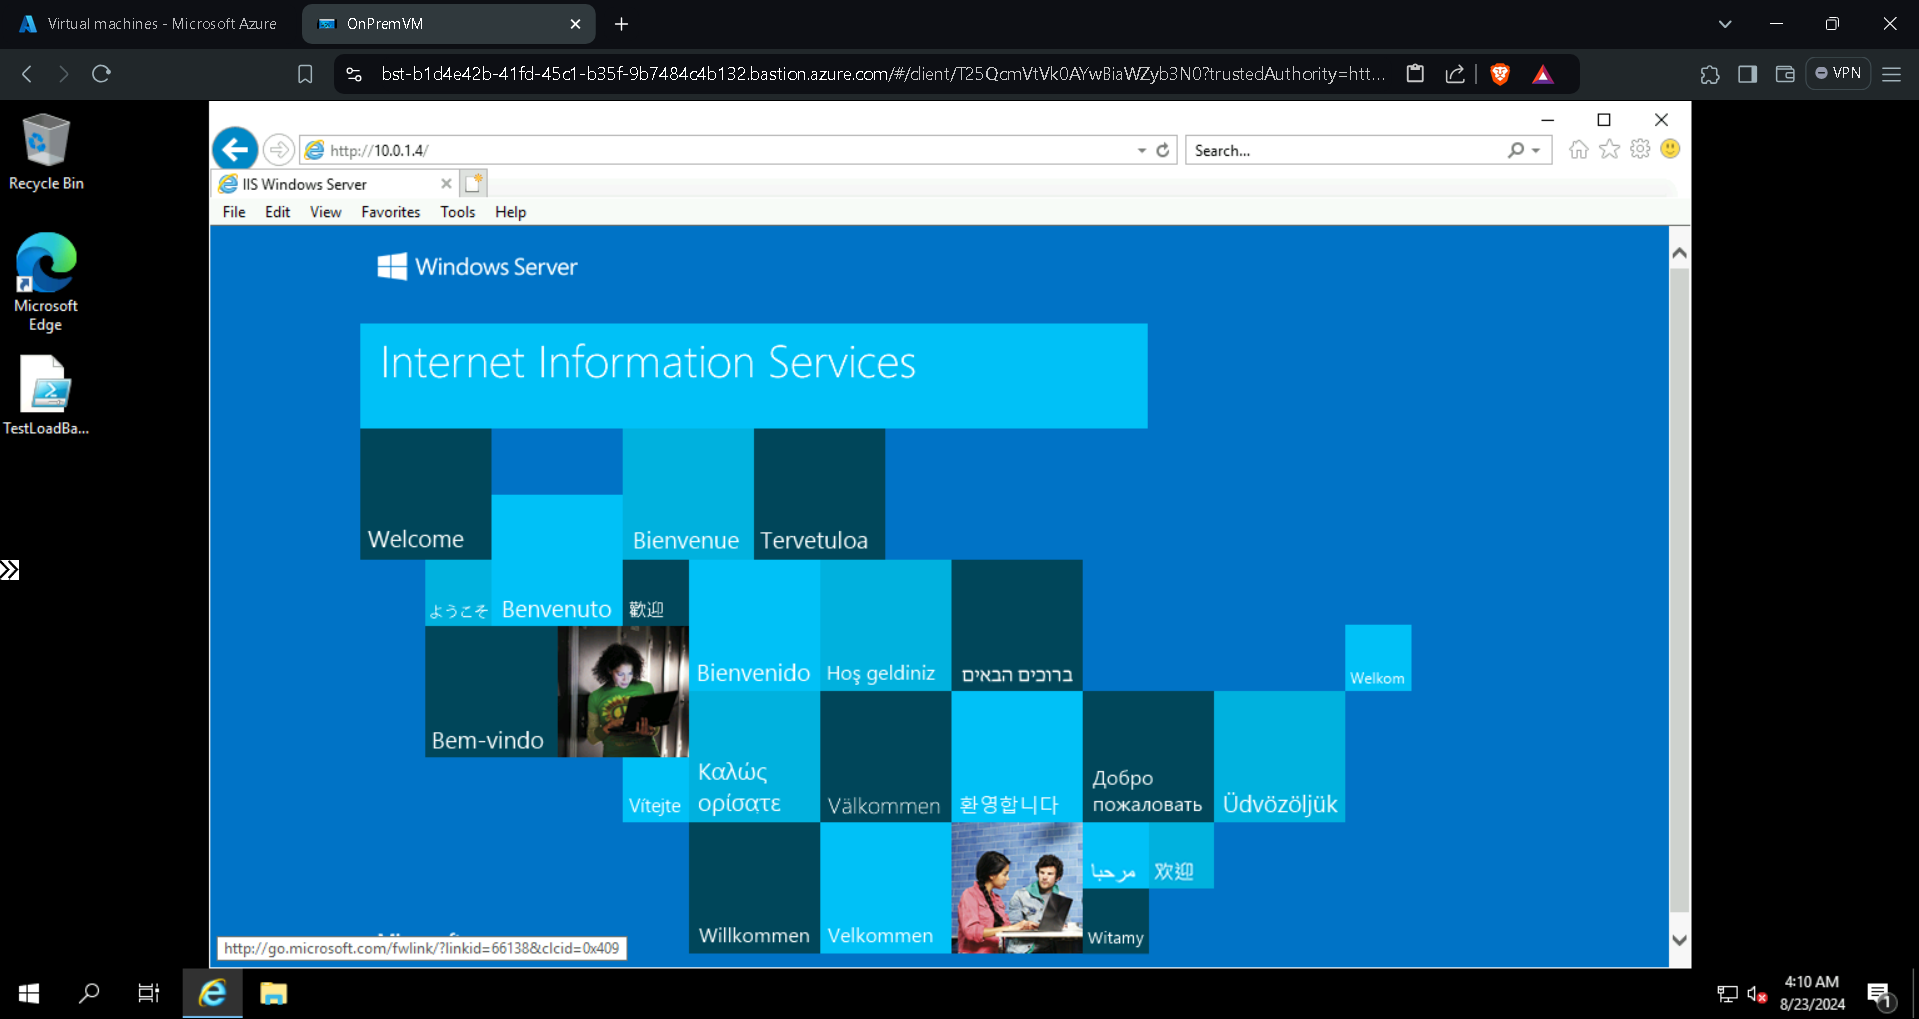 Virtual machines - Microsoft Azure
OnPremVM
bst-b1d4e42b-41fd-45c1-b35f-9b7484c4b132.bastion.azure.com/#/client/T25QcmVtVk0AYwBiaWZyb3N0?trustedAuthority=htt...
VPN
Recycle Bin
Microsoft
Edge
TestLoadBa...
http://10.0.1.4/
Search...
IIS Windows Server
File Edit View Favorites Tools Help
Windows Server
Internet Information Services
Welcome
Bienvenue
Tervetuloa
ようこそ
Benvenuto
歡迎
Bienvenido
Hoş geldiniz
ברוכים הבאים
Welkom
Bem-vindo
Vítejte
Καλώς
ορίσατε
Välkommen
환영합니다
Добро
пожаловать
Üdvözöljük
Willkommen
Velkommen
مرحبا
欢迎
Witamy
http://go.microsoft.com/fwlink/?linkid=66138&clcid=0x409
4:10 AM
8/23/2024
1